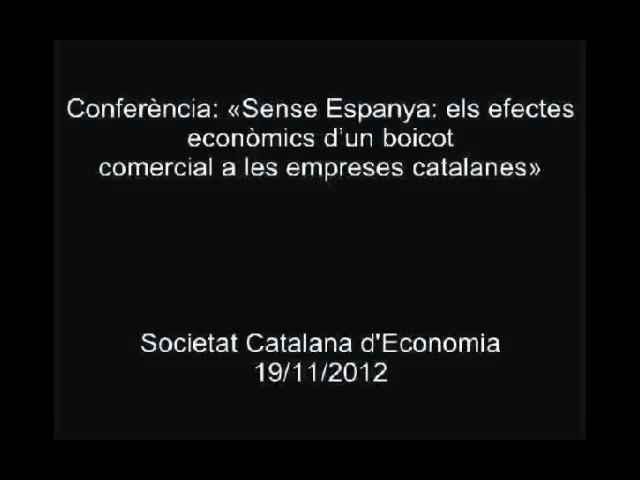 Conferència: «Sense Espanya: els efectes
econòmics d’un boicot
comercial a les empreses catalanes»
Societat Catalana d'Economia
19/11/2012